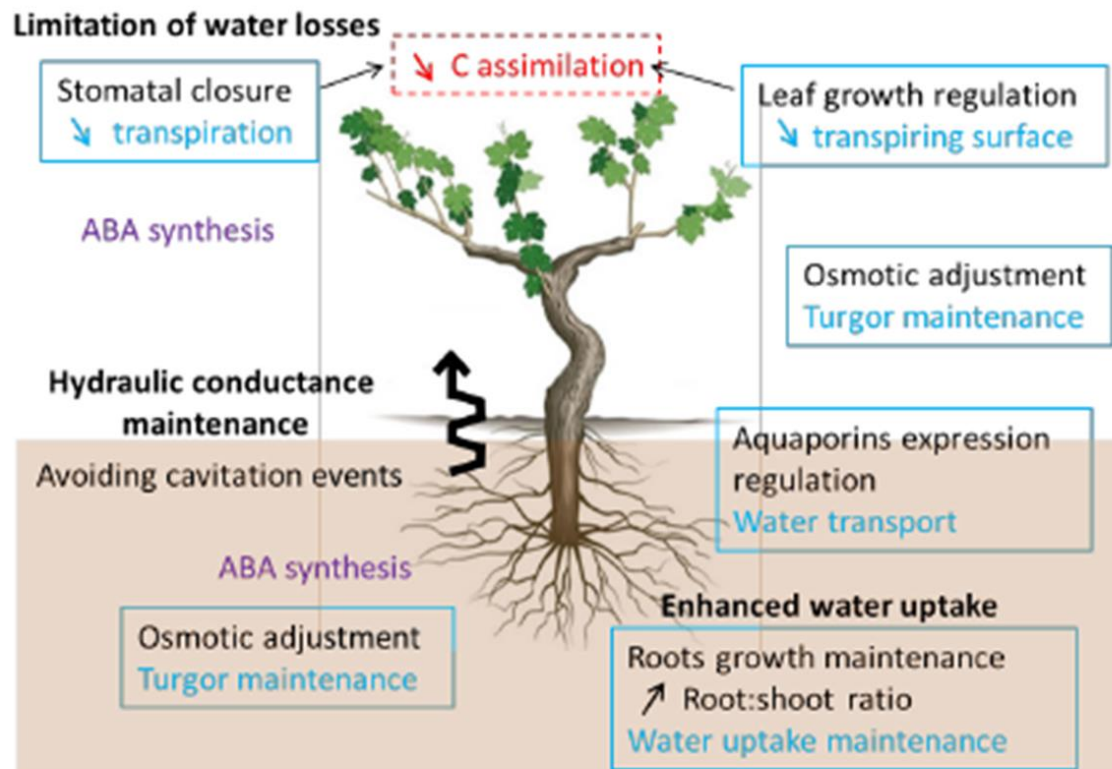 Limitation of water losses
Stomatal closure
↘ transpiration
↘ C assimilation
Leaf growth regulation
↘ transpiring surface
ABA synthesis
Osmotic adjustment
Turgor maintenance
Hydraulic conductance
maintenance
Avoiding cavitation events
Aquaporins expression
regulation
Water transport
ABA synthesis
Osmotic adjustment
Turgor maintenance
Enhanced water uptake
Roots growth maintenance
↗ Root:shoot ratio
Water uptake maintenance